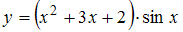 y = (x² + 3x + 2) · sin x